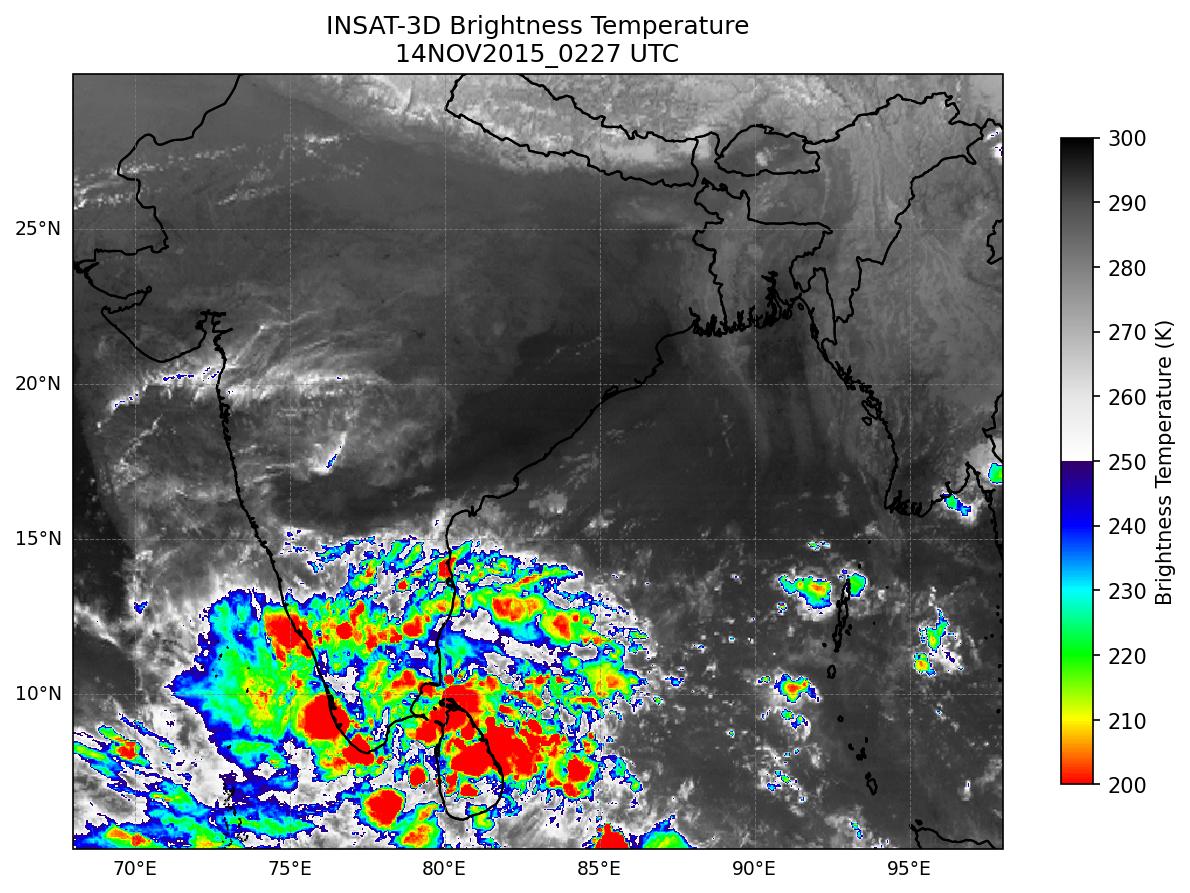 INSAT-3D Brightness Temperature
14NOV2015_0227 UTC
25°N
20°N
15°N
10°N
70°E
75°E
80°E
85°E
90°E
95°E
300
290
280
270
260
250
240
230
220
210
200
Brightness Temperature (K)